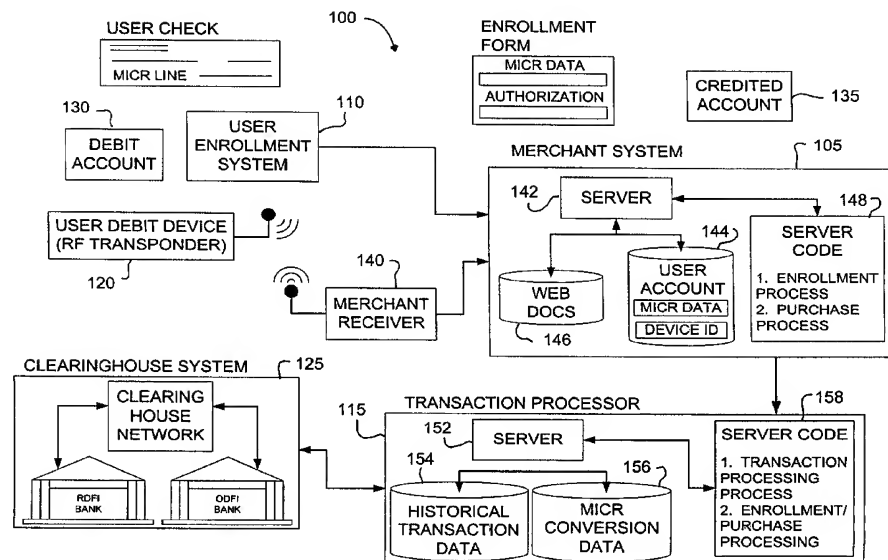 USER CHECK
MICR LINE
100
ENROLLMENT
FORM
MICR DATA
AUTHORIZATION
CREDITED
ACCOUNT
135
130
DEBIT
ACCOUNT
USER
ENROLLMENT
SYSTEM
110
MERCHANT SYSTEM
105
142
SERVER
148
SERVER
CODE
1. ENROLLMENT
PROCESS
2. PURCHASE
PROCESS
144
USER
ACCOUNT
MICR DATA
DEVICE ID
WEB
DOCS
146
USER DEBIT DEVICE
(RF TRANSPONDER)
120
140
MERCHANT
RECEIVER
CLEARINGHOUSE SYSTEM
125
CLEARING
HOUSE
NETWORK
RDFI
BANK
ODFI
BANK
TRANSACTION PROCESSOR
115
152
SERVER
158
SERVER CODE
1. TRANSACTION
PROCESSING
PROCESS
2. ENROLLMENT/
PURCHASE
PROCESSING
154
HISTORICAL
TRANSACTION
DATA
156
MICR
CONVERSION
DATA